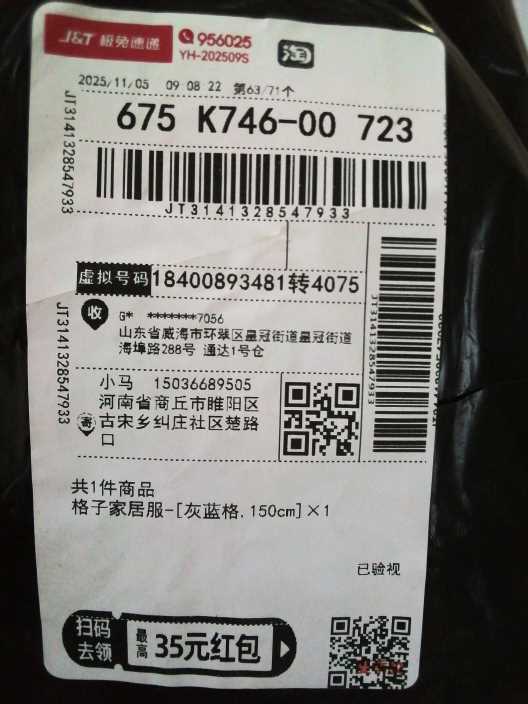 J&T 极兔速递
956025
YH-202509S
淘
2025/11/05 09:08:22 第63/71个
675 K746-00 723
JT3141328547933
JT3141328547933
虚拟号码 18400893481转4075
JT3141328547933
收
G* *******7056
山东省威海市环翠区皇冠街道皇冠街道
海埠路288号 通达1号仓
JT3141328547933
寄
小马 15036689505
河南省商丘市睢阳区
古宋乡纠庄社区楚路
口
共1件商品
格子家居服-[灰蓝格,150cm]×1
已验视
扫码
去领
最高
35元红包